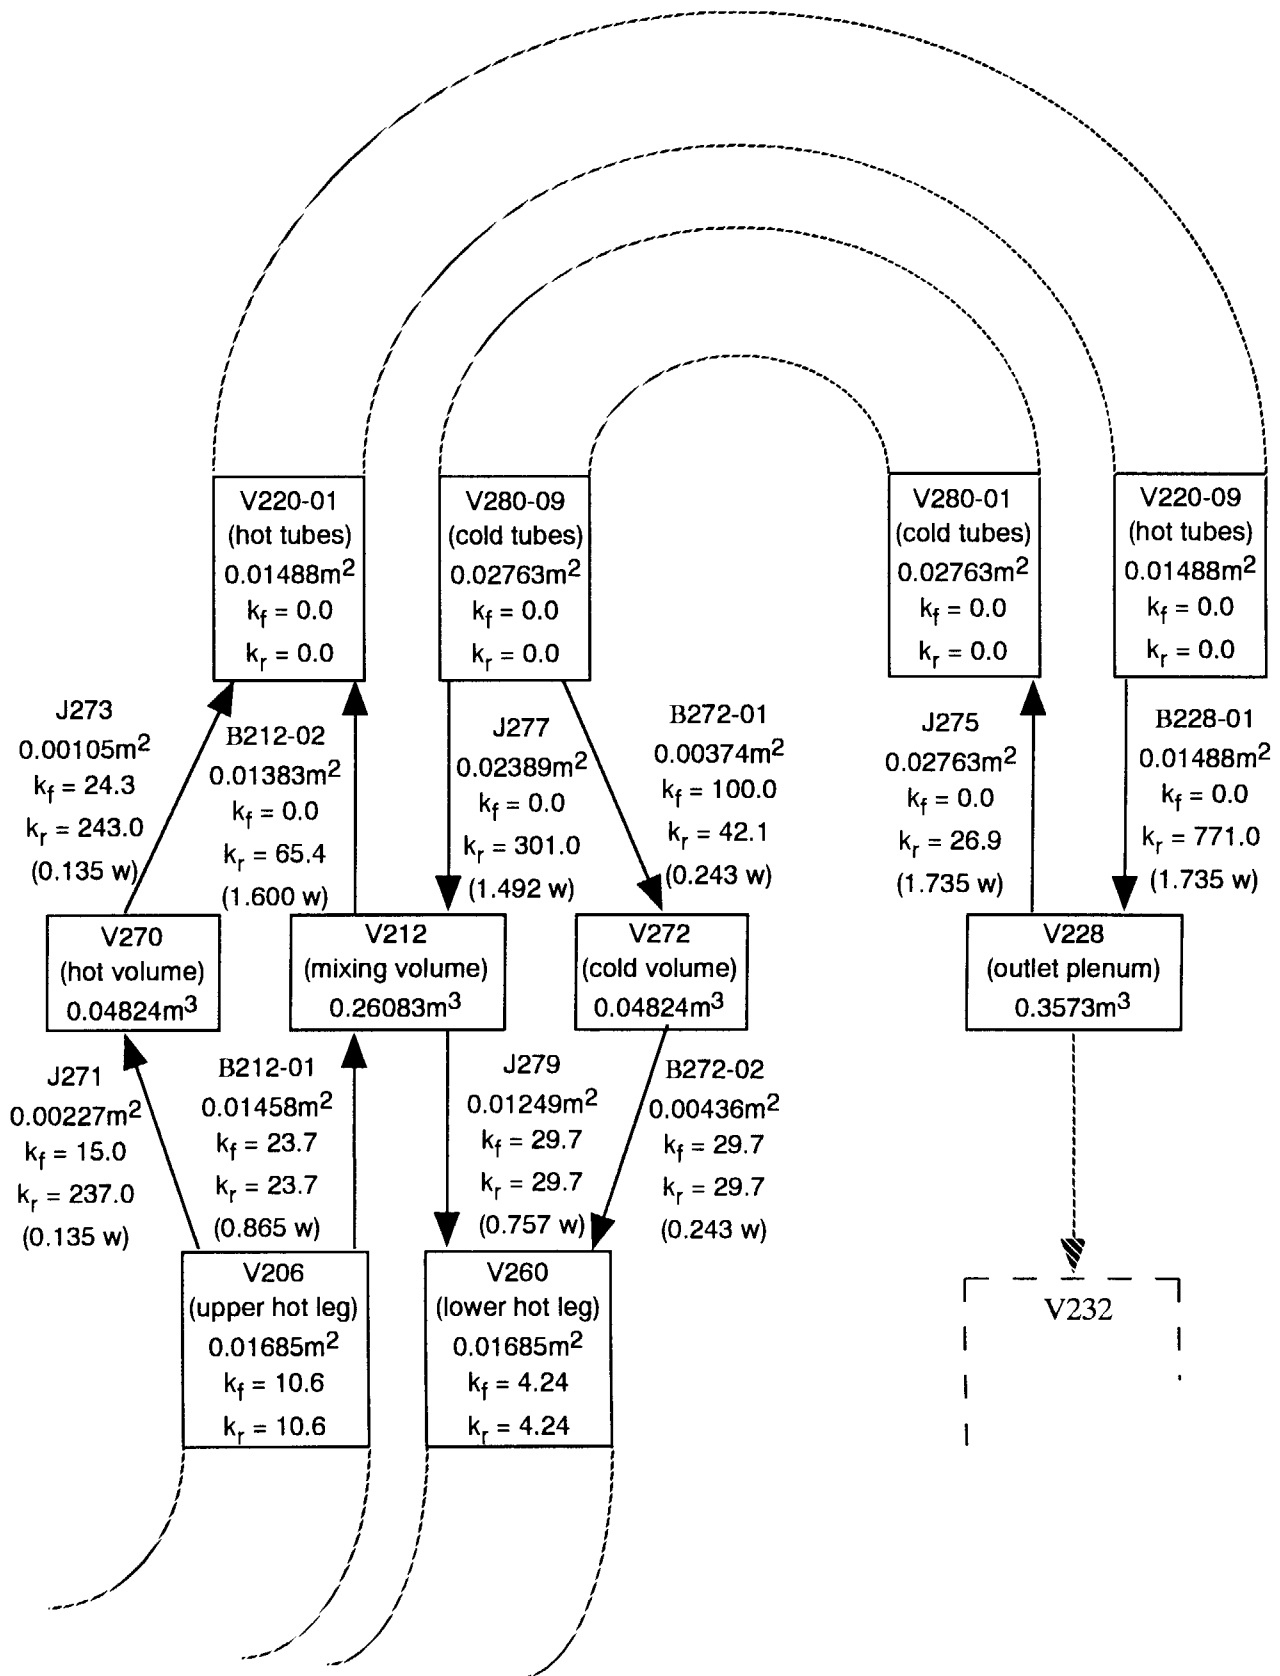 V220-01
(hot tubes)
0.01488m²
kf = 0.0
kr = 0.0
V280-09
(cold tubes)
0.02763m²
kf = 0.0
kr = 0.0
V280-01
(cold tubes)
0.02763m²
kf = 0.0
kr = 0.0
V220-09
(hot tubes)
0.01488m²
kf = 0.0
kr = 0.0
J273
0.00105m²
kf = 24.3
kr = 243.0
(0.135 w)
B212-02
0.01383m²
kf = 0.0
kr = 65.4
(1.600 w)
J277
0.02389m²
kf = 0.0
kr = 301.0
(1.492 w)
B272-01
0.00374m²
kf = 100.0
kr = 42.1
(0.243 w)
J275
0.02763m²
kf = 0.0
kr = 26.9
(1.735 w)
B228-01
0.01488m²
kf = 0.0
kr = 771.0
(1.735 w)
V270
(hot volume)
0.04824m³
V212
(mixing volume)
0.26083m³
V272
(cold volume)
0.04824m³
V228
(outlet plenum)
0.3573m³
J271
0.00227m²
kf = 15.0
kr = 237.0
(0.135 w)
B212-01
0.01458m²
kf = 23.7
kr = 23.7
(0.865 w)
J279
0.01249m²
kf = 29.7
kr = 29.7
(0.757 w)
B272-02
0.00436m²
kf = 29.7
kr = 29.7
(0.243 w)
V206
(upper hot leg)
0.01685m²
kf = 10.6
kr = 10.6
V260
(lower hot leg)
0.01685m²
kf = 4.24
kr = 4.24
V232